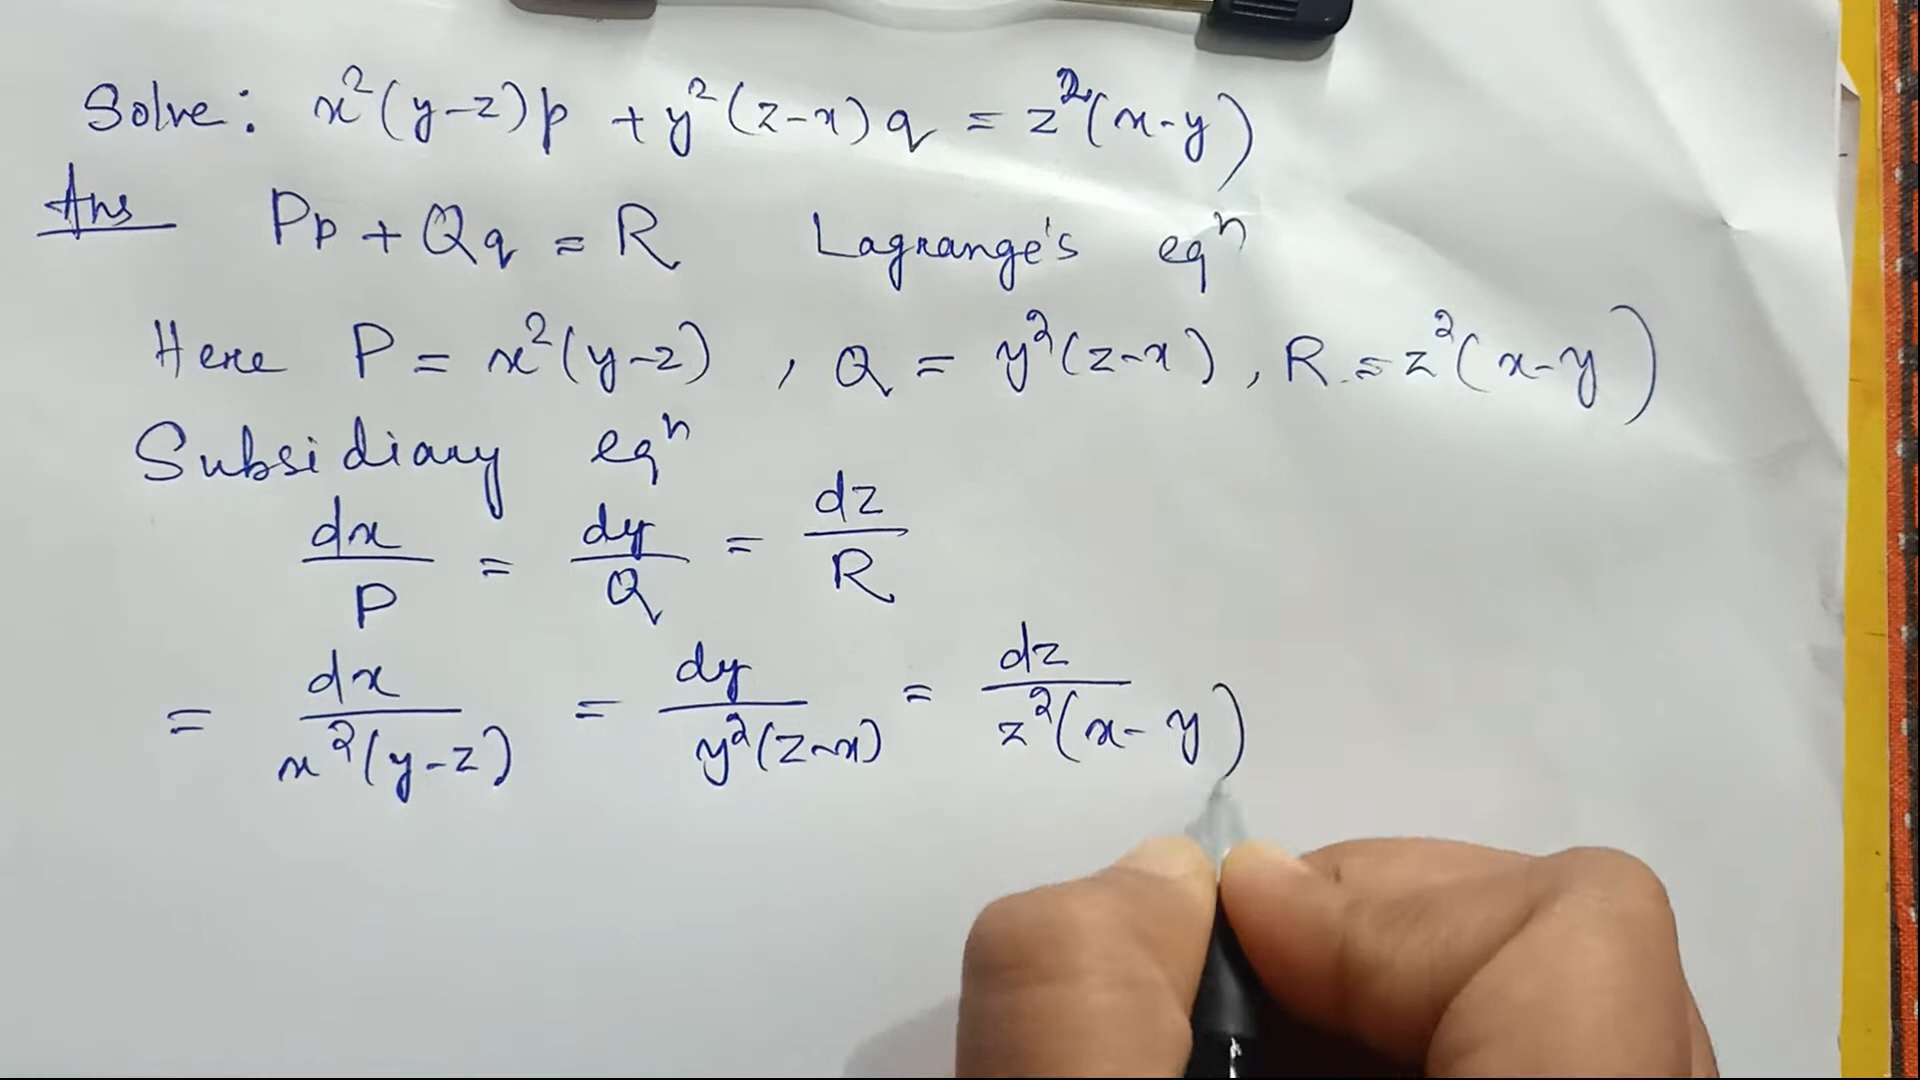 Solve: x²(y-z)p + y²(z-x)q = z²(x-y)
Ans Pp + Qq = R Lagrange's eqⁿ
Here P = x²(y-z) , Q = y²(z-x) , R = z²(x-y)
Subsidiary eqⁿ
dx/P = dy/Q = dz/R
= dx/x²(y-z) = dy/y²(z-x) = dz/z²(x-y)